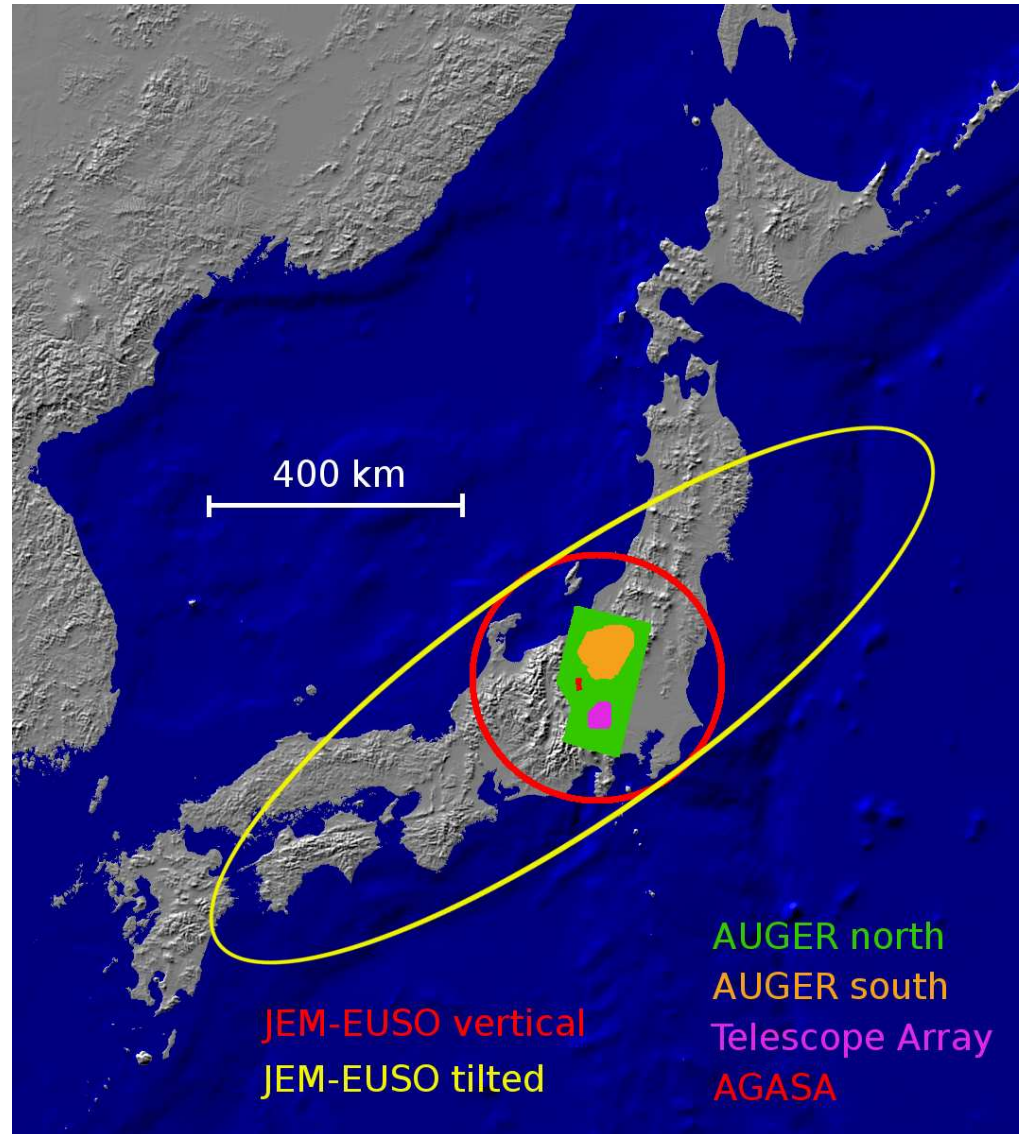 400 km
AUGER north
AUGER south
JEM-EUSO vertical
Telescope Array
JEM-EUSO tilted
AGASA